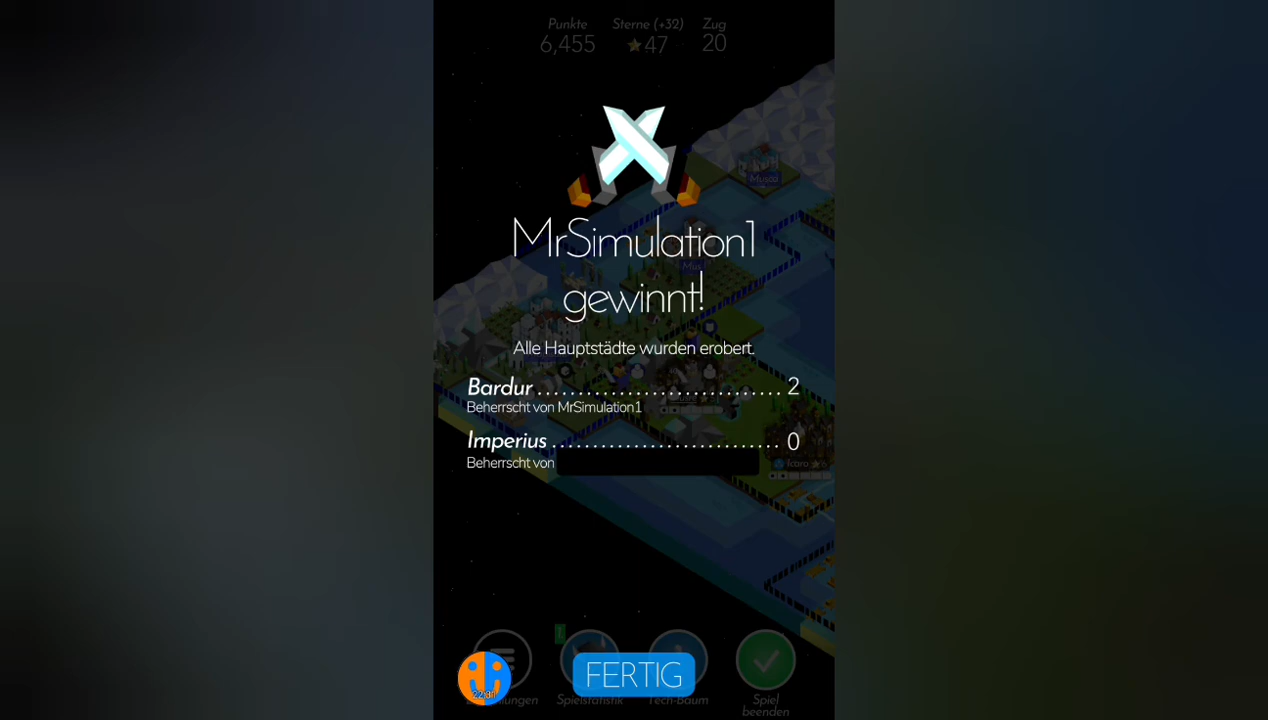 Punkte Sterne (+32) Zug
6,455 47 20
MrSimulation1
gewinnt!
Alle Hauptstädte wurden erobert.
Bardur 2
Beherrscht von MrSimulation1
Imperius 0
Beherrscht von
Icaro
FERTIG
Spielstatistik Tech-Baum Spiel
beenden